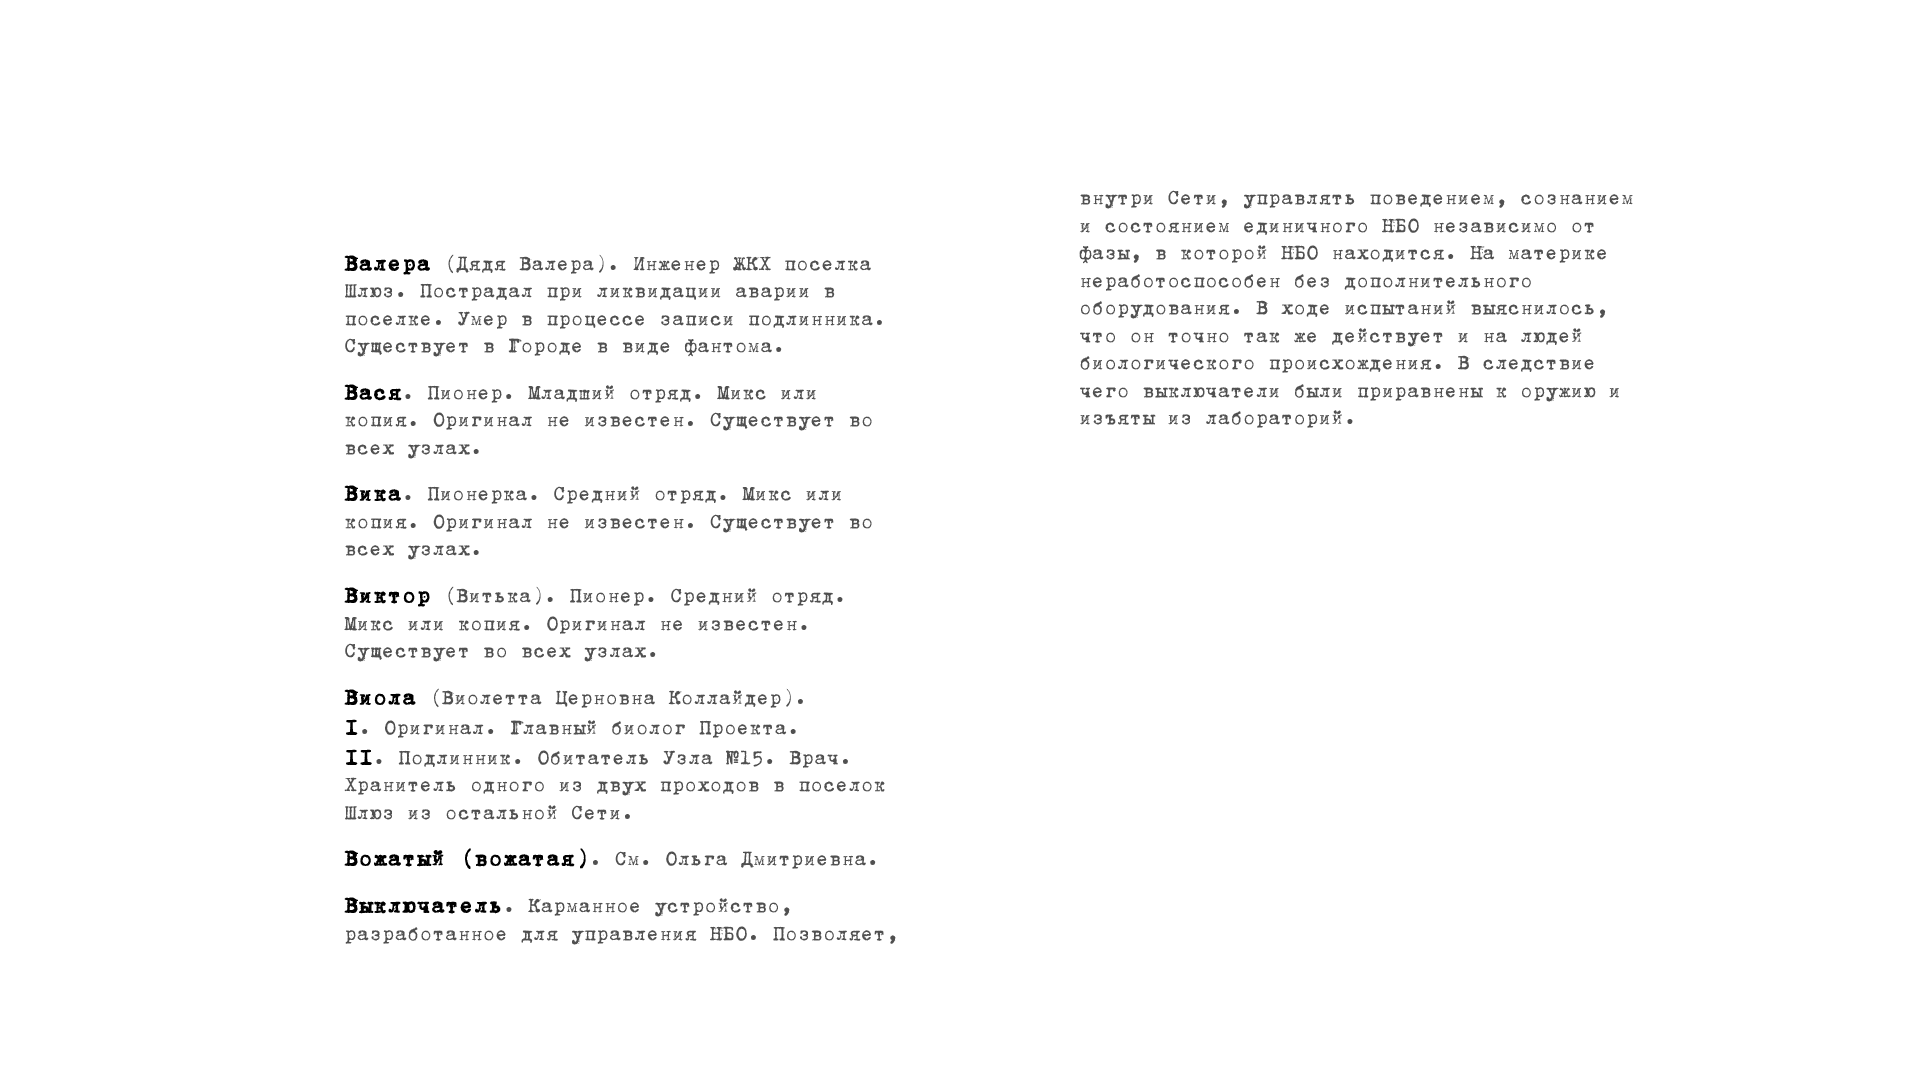 Валера (Дядя Валера). Инженер ЖКХ поселка
Шлюз. Пострадал при ликвидации аварии в
поселке. Умер в процессе записи подлинника.
Существует в Городе в виде фантома.
Вася. Пионер. Младший отряд. Микс или
копия. Оригинал не известен. Существует во
всех узлах.
Вика. Пионерка. Средний отряд. Микс или
копия. Оригинал не известен. Существует во
всех узлах.
Виктор (Витька). Пионер. Средний отряд.
Микс или копия. Оригинал не известен.
Существует во всех узлах.
Виола (Виолетта Церновна Коллайдер).
I. Оригинал. Главный биолог Проекта.
II. Подлинник. Обитатель Узла №15. Врач.
Хранитель одного из двух проходов в поселок
Шлюз из остальной Сети.
Вожатый (вожатая). См. Ольга Дмитриевна.
Выключатель. Карманное устройство,
разработанное для управления НБО. Позволяет,
внутри Сети, управлять поведением, сознанием
и состоянием единичного НБО независимо от
фазы, в которой НБО находится. На материке
неработоспособен без дополнительного
оборудования. В ходе испытаний выяснилось,
что он точно так же действует и на людей
биологического происхождения. В следствие
чего выключатели были приравнены к оружию и
изъяты из лабораторий.